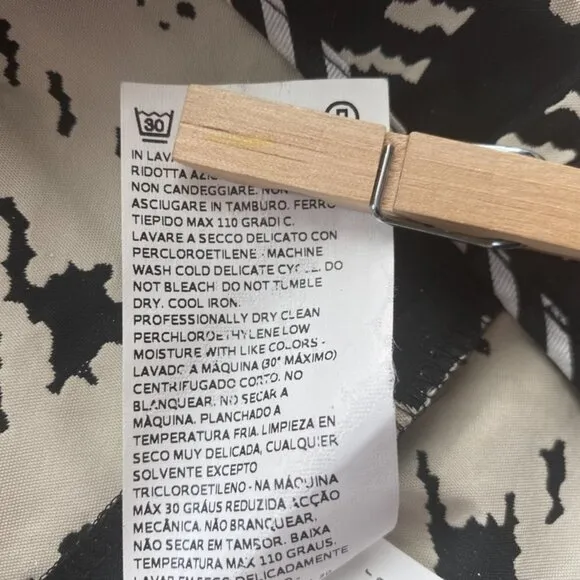 30
IN
RIDOTTA
NON CANDEGGIARE. NON
ASCIUGARE IN TAMBURO. FERRO
TIEPIDO MAX 110 GRADI C.
LAVARE A SECCO DELICATO CON
PERCLOROETILENE - MACHINE
WASH COLD DELICATE DO
NOT BLEACH. DO NOT TUMBLE
DRY. COOL IRON.
PROFESSIONALLY DRY CLEAN
PERCHLOROETHYLENE LOW
MOISTURE WITH LIKE COLORS -
LAVADO A MÁQUINA (30° MÁXIMO)
CENTRIFUGADO CORTO. NO
BLANQUEAR. NO SECAR A
MÁQUINA. PLANCHADO A
TEMPERATURA FRIA. LIMPIEZA EN
SECO MUY DELICADA, CUALQUIER
SOLVENTE EXCEPTO
TRICLOROETILENO - NA MÁQUINA
MÁX 30 GRÁUS REDUZIDA ACÇÃO
MECÂNICA. NÃO BRANQUEAR.
NÃO SECAR EM TAMBOR. BAIXA
TEMPERATURA MAX 110 GRAUS.
LAVAR EM SECO DELICADAMENTE